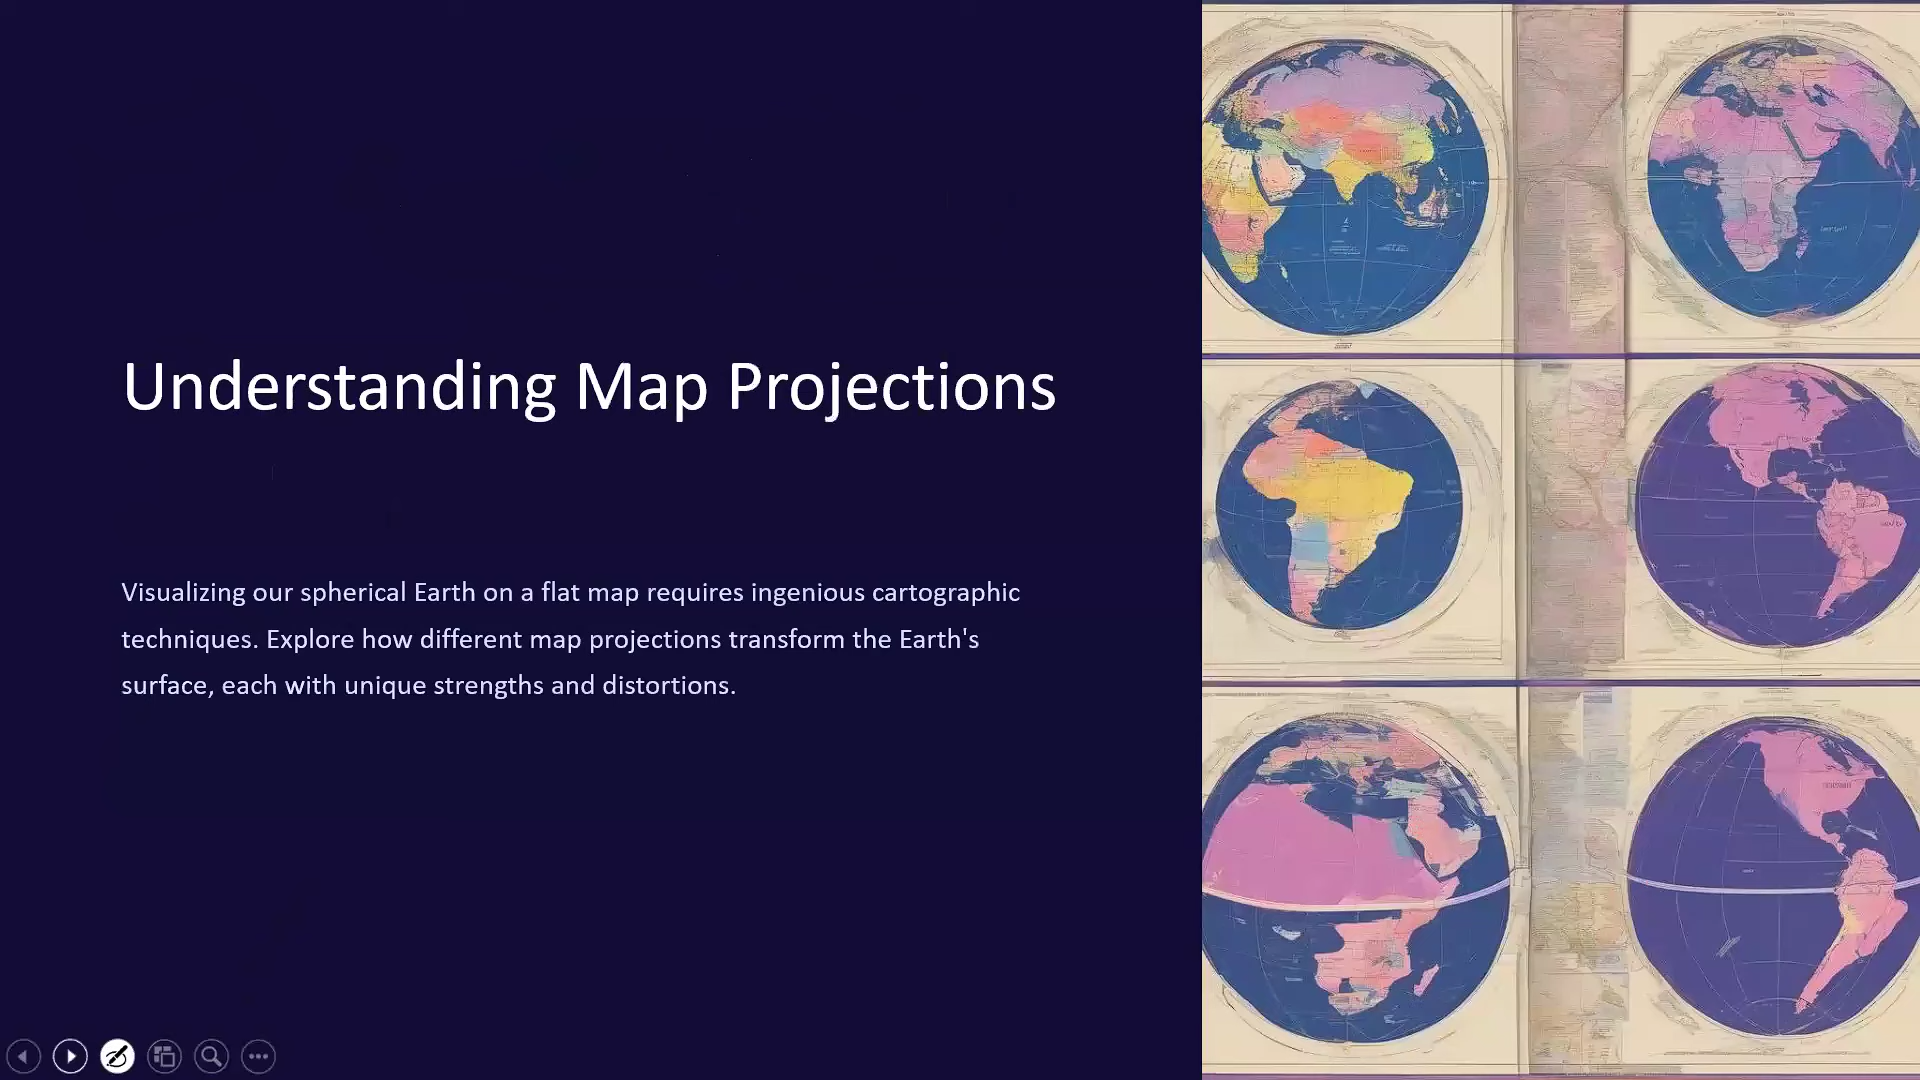 Understanding Map Projections
Visualizing our spherical Earth on a flat map requires ingenious cartographic
techniques. Explore how different map projections transform the Earth's
surface, each with unique strengths and distortions.